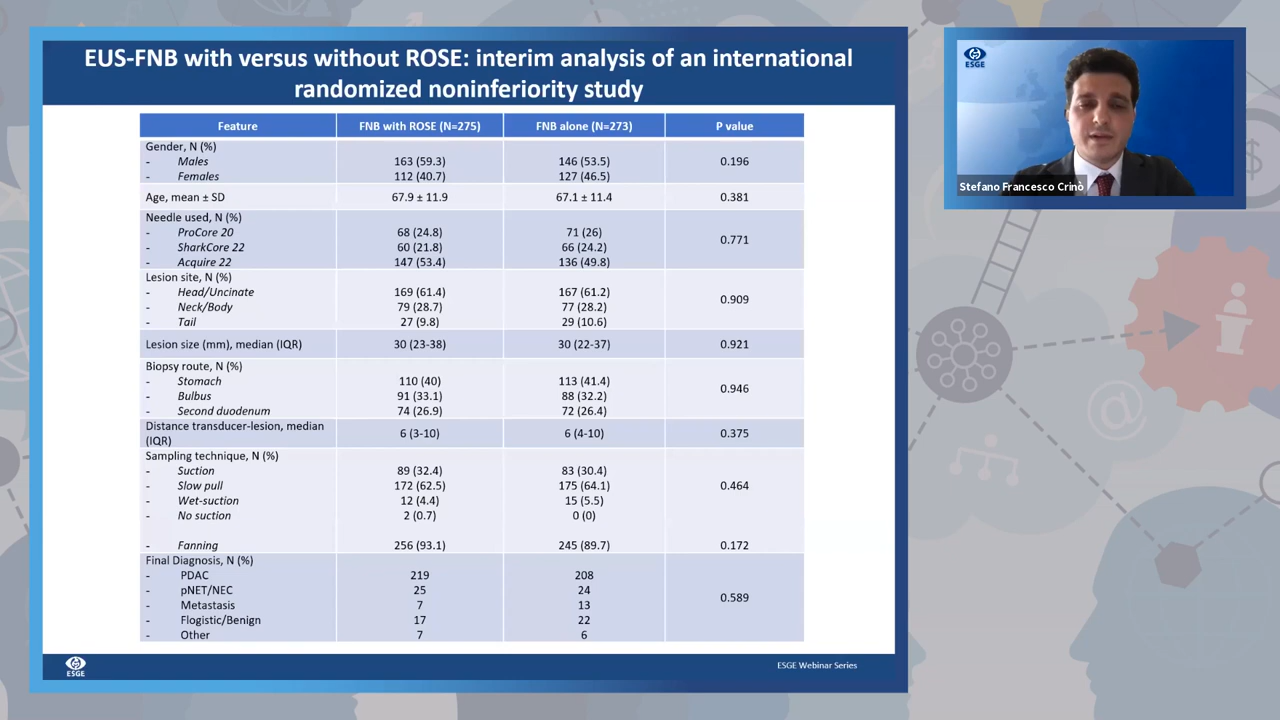 EUS-FNB with versus without ROSE: interim analysis of an international
randomized noninferiority study
Feature FNB with ROSE (N=275) FNB alone (N=273) P value
Gender, N (%)
- Males 163 (59.3) 146 (53.5) 0.196
- Females 112 (40.7) 127 (46.5)
Age, mean ± SD 67.9 ± 11.9 67.1 ± 11.4 0.381
Needle used, N (%)
- ProCore 20 68 (24.8) 71 (26) 0.771
- SharkCore 22 60 (21.8) 66 (24.2)
- Acquire 22 147 (53.4) 136 (49.8)
Lesion site, N (%)
- Head/Uncinate 169 (61.4) 167 (61.2) 0.909
- Neck/Body 79 (28.7) 77 (28.2)
- Tail 27 (9.8) 29 (10.6)
Lesion size (mm), median (IQR) 30 (23-38) 30 (22-37) 0.921
Biopsy route, N (%)
- Stomach 110 (40) 113 (41.4) 0.946
- Bulbus 91 (33.1) 88 (32.2)
- Second duodenum 74 (26.9) 72 (26.4)
Distance transducer-lesion, median
(IQR) 6 (3-10) 6 (4-10) 0.375
Sampling technique, N (%)
- Suction 89 (32.4) 83 (30.4)
- Slow pull 172 (62.5) 175 (64.1) 0.464
- Wet-suction 12 (4.4) 15 (5.5)
- No suction 2 (0.7) 0 (0)
- Fanning 256 (93.1) 245 (89.7) 0.172
Final Diagnosis, N (%)
- PDAC 219 208
- pNET/NEC 25 24 0.589
- Metastasis 7 13
- Flogistic/Benign 17 22
- Other 7 6
ESGE
ESGE Webinar Series
ESGE
Stefano Francesco Crinò